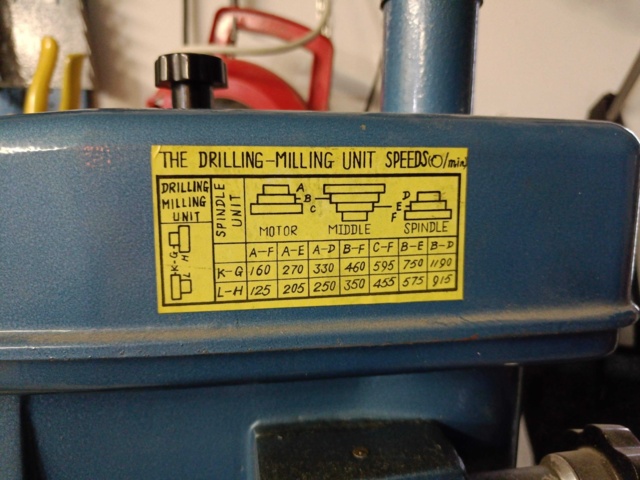 THE DRILLING-MILLING UNIT SPEEDS(/min)
DRILLING
MILLING
UNIT
SPINDLE
UNIT
A
B
C
MOTOR
MIDDLE
E
F
D
SPINDLE
K-G
L H
A-F A-E A-D B-F C-F B-E B-D
K-G 160 270 330 460 595 750 1190
L-H 125 205 250 350 455 575 915